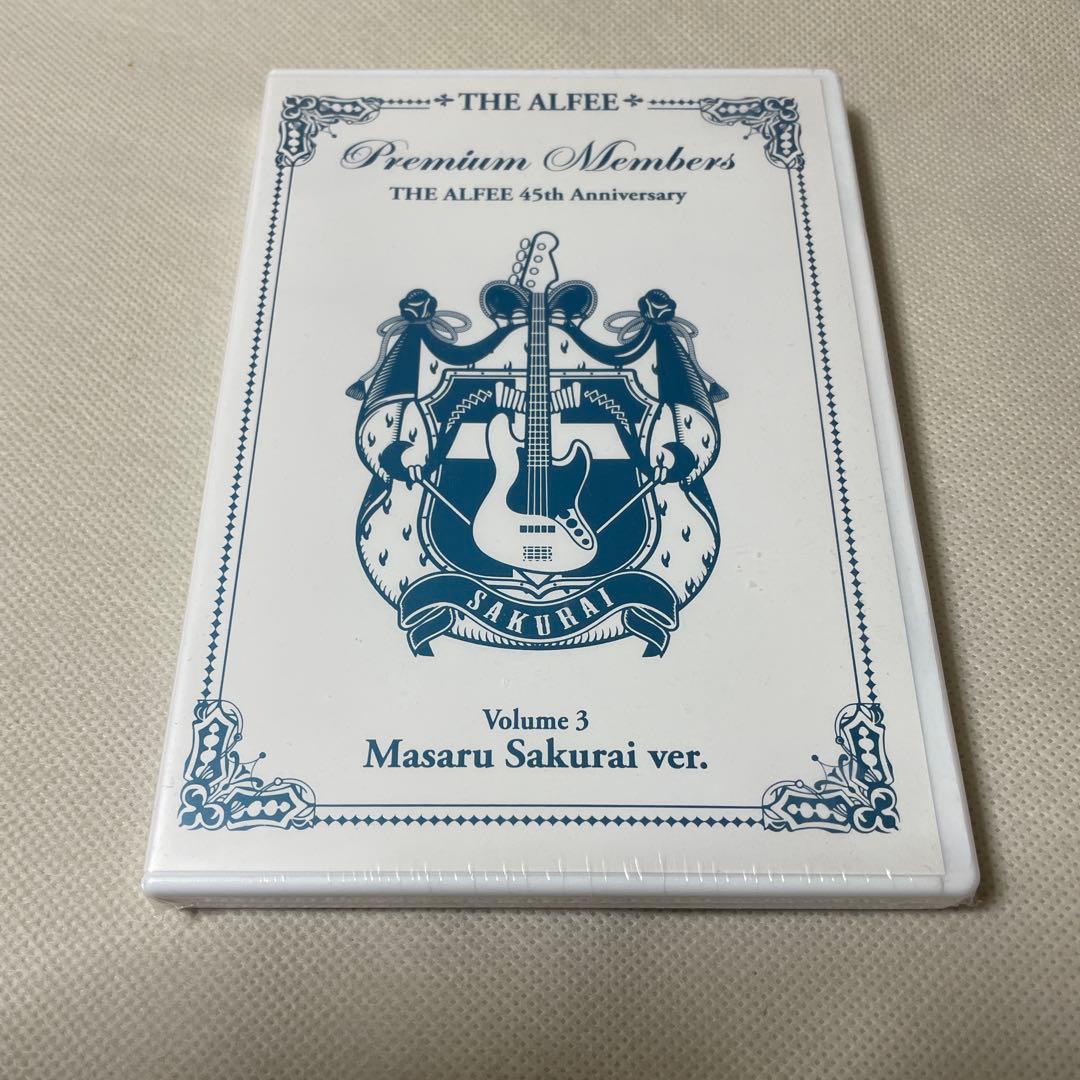 THE ALFEE
Premium Members
THE ALFEE 45th Anniversary
SAKURAI
Volume 3
Masaru Sakurai ver.